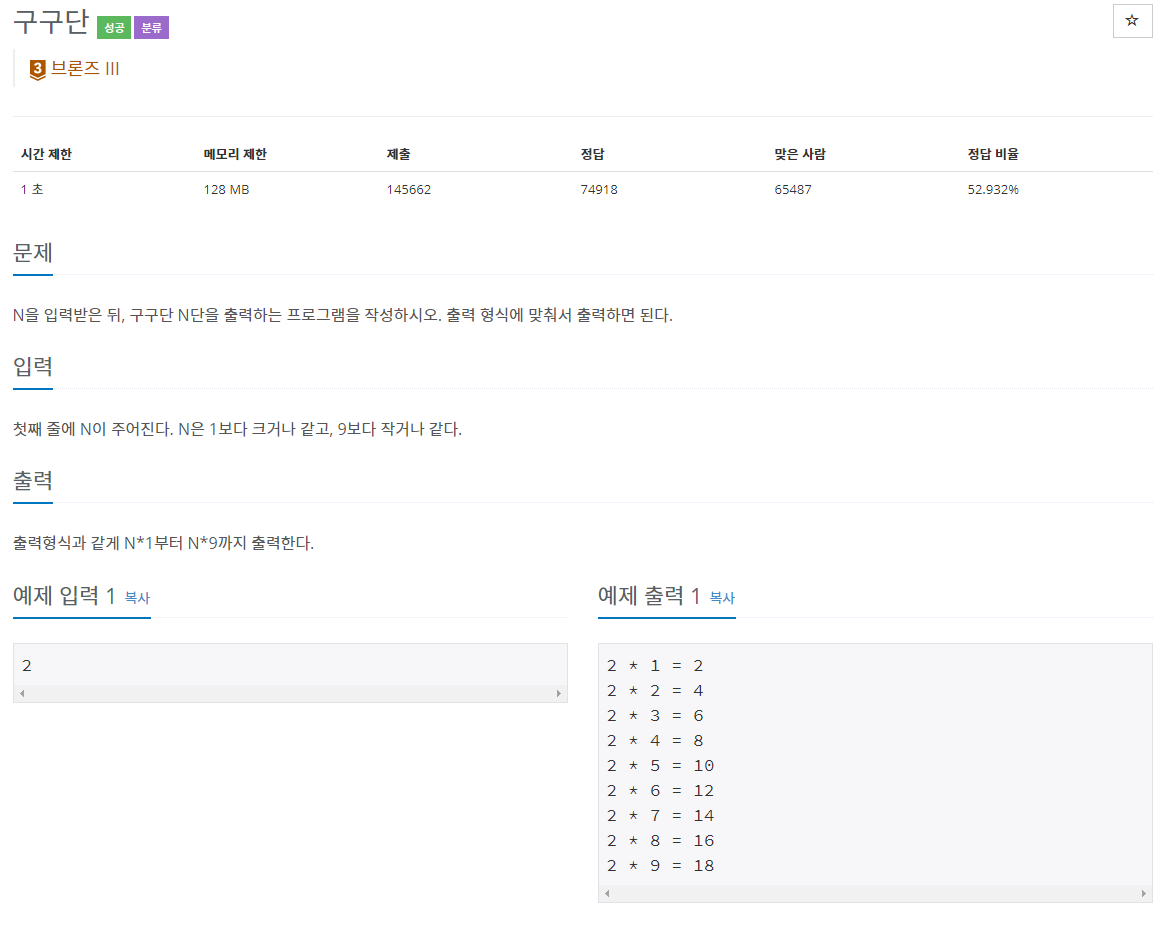 구구단 성공 분류
☆
3 브론즈 III
시간 제한 메모리 제한 제출 정답 맞은 사람 정답 비율
1 초 128 MB 145662 74918 65487 52.932%
문제
N을 입력받은 뒤, 구구단 N단을 출력하는 프로그램을 작성하시오. 출력 형식에 맞춰서 출력하면 된다.
입력
첫째 줄에 N이 주어진다. N은 1보다 크거나 같고, 9보다 작거나 같다.
출력
출력형식과 같게 N*1부터 N*9까지 출력한다.
예제 입력 1 복사
2
예제 출력 1 복사
2 * 1 = 2
2 * 2 = 4
2 * 3 = 6
2 * 4 = 8
2 * 5 = 10
2 * 6 = 12
2 * 7 = 14
2 * 8 = 16
2 * 9 = 18